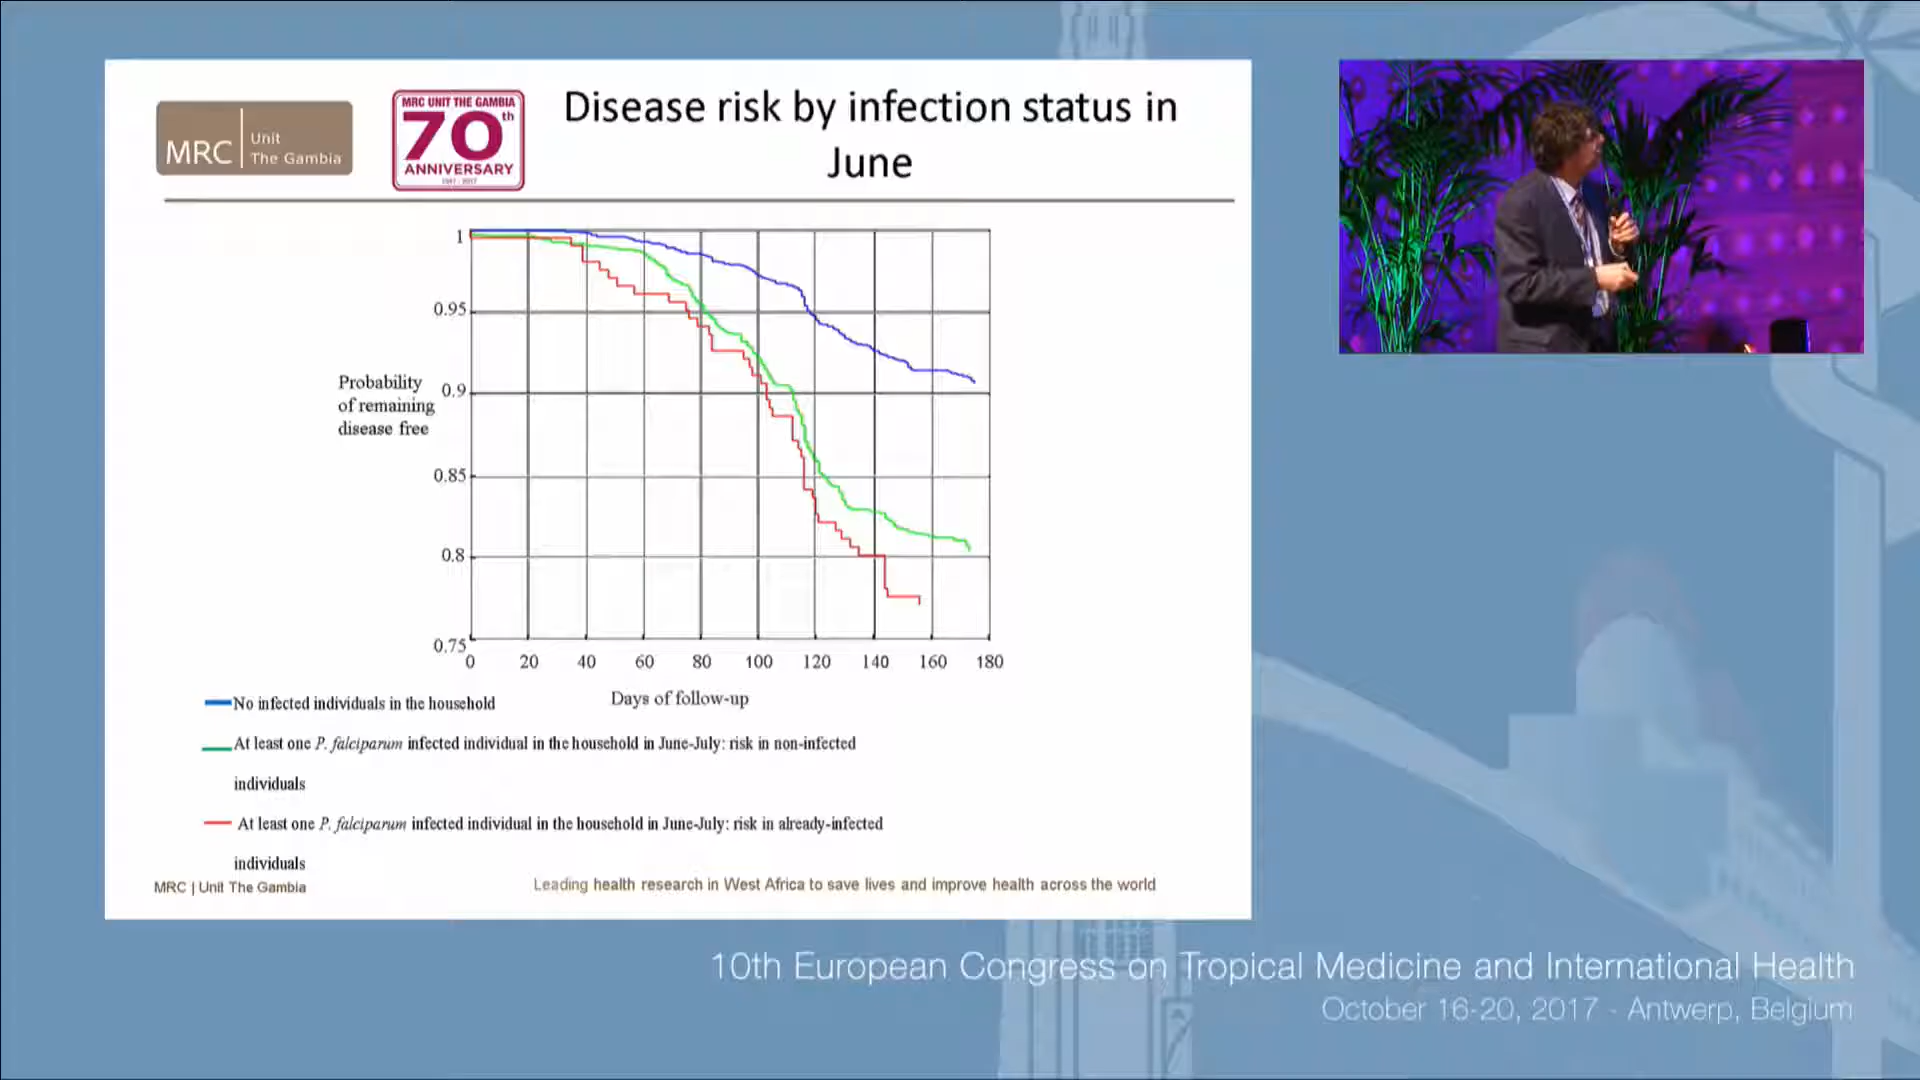 MRC
Unit
The Gambia
MRC UNIT THE GAMBIA
70th
ANNIVERSARY
Disease risk by infection status in
June
1
0.95
0.9
0.85
0.8
0.75
Probability
of remaining
disease free
0 20 40 60 80 100 120 140 160 180
Days of follow-up
No infected individuals in the household
At least one P. falciparum infected individual in the household in June-July: risk in non-infected
individuals
At least one P. falciparum infected individual in the household in June-July: risk in already-infected
individuals
MRC | Unit The Gambia
Leading health research in West Africa to save lives and improve health across the world
10th European Congress on Tropical Medicine and International Health
October 16-20, 2017 - Antwerp, Belgium